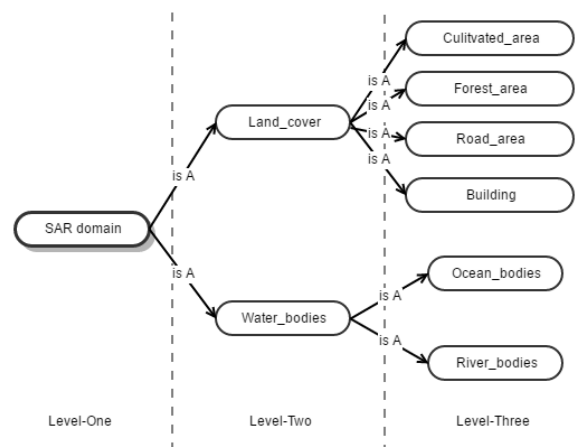 Culitvated_area
is A
Forest_area
is A
Land_cover
is A
Road_area
is A
Building
is A
SAR domain
is A
Ocean_bodies
is A
Water_bodies
is A
River_bodies
Level-One
Level-Two
Level-Three